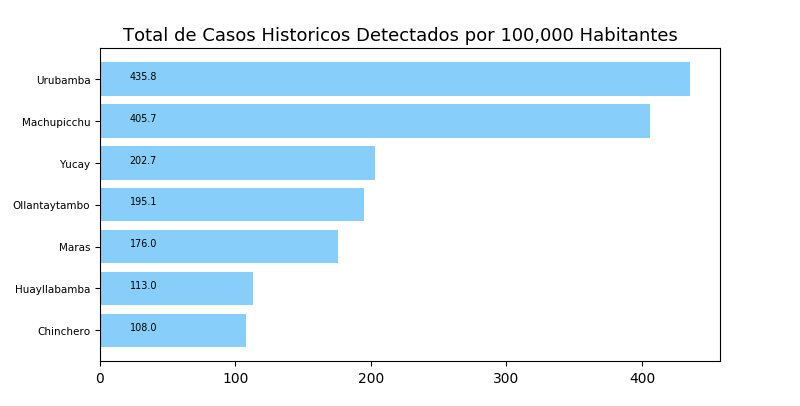 Total de Casos Historicos Detectados por 100,000 Habitantes
Urubamba 435.8
Machupicchu 405.7
Yucay 202.7
Ollantaytambo 195.1
Maras 176.0
Huayllabamba 113.0
Chinchero 108.0
0 100 200 300 400